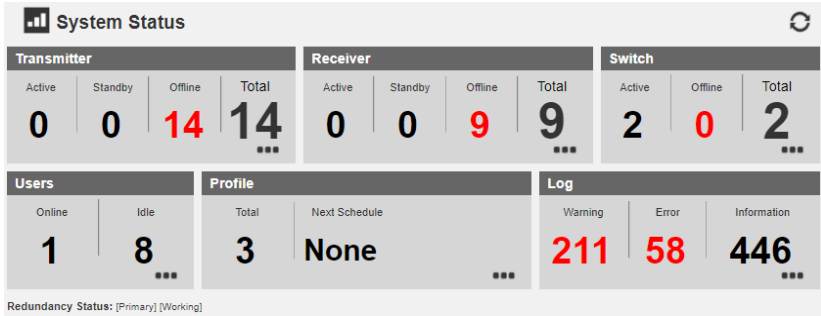 System Status
Transmitter Receiver Switch
Active Standby Offline Total Active Standby Offline Total Active Offline Total
0 0 14 14 0 0 9 9 2 0 2
Users Profile Log
Online Idle Total Next Schedule Warning Error Information
1 8 3 None 211 58 446
Redundancy Status: [Primary] [Working]